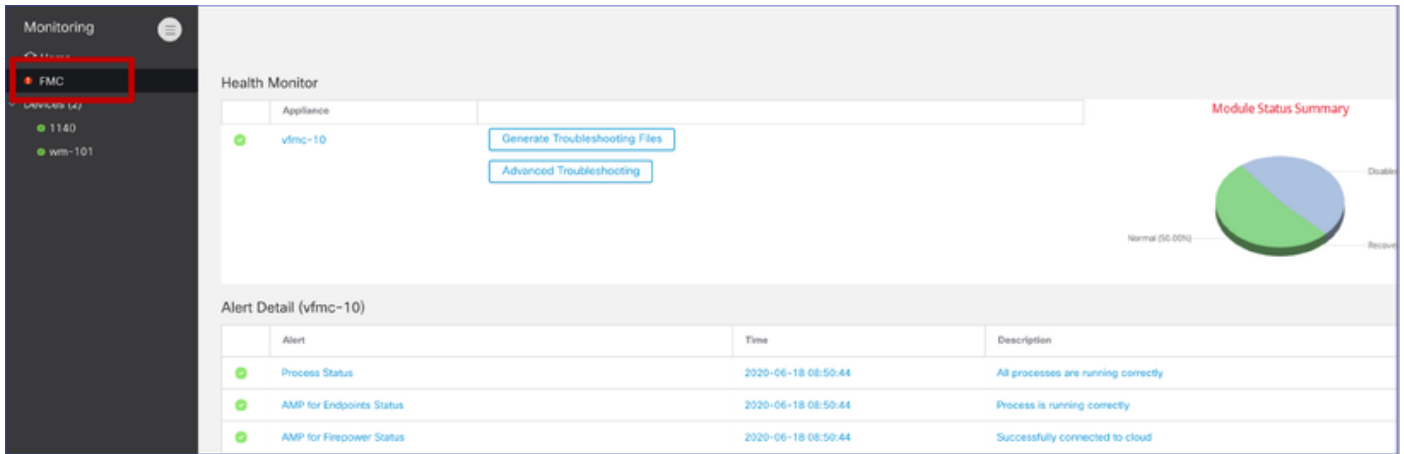 Monitoring
FMC
Devices (2)
1140
wm-101
Health Monitor
Appliance
vfmc-10
Generate Troubleshooting Files
Advanced Troubleshooting
Module Status Summary
Normal (50.00%)
Alert Detail (vfmc-10)
Alert Time Description
Process Status 2020-06-18 08:50:44 All processes are running correctly
AMP for Endpoints Status 2020-06-18 08:50:44 Process is running correctly
AMP for Firepower Status 2020-06-18 08:50:44 Successfully connected to cloud